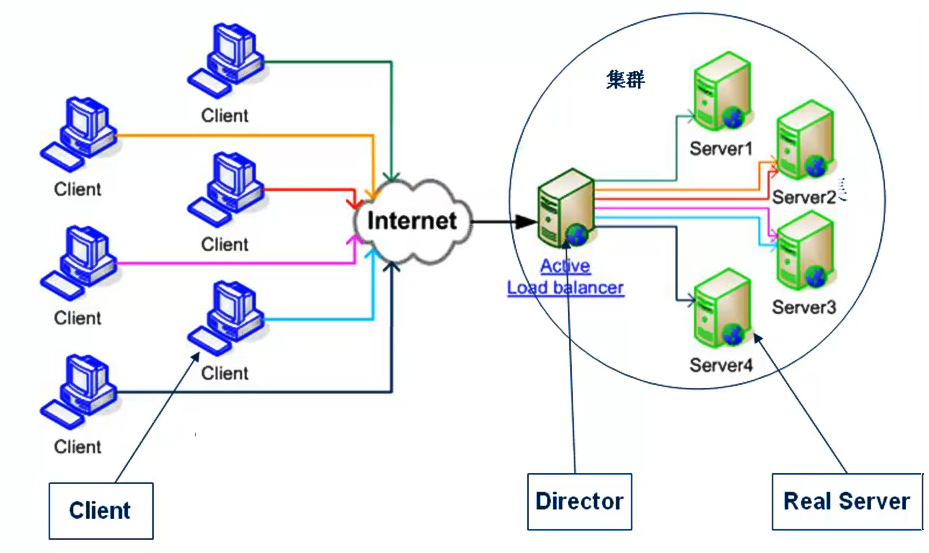 Client
Client
Client
Client
Client
Client
Client
Internet
集群
Active
Load balancer
Server1
Server2
Server3
Server4
Client
Director
Real Server